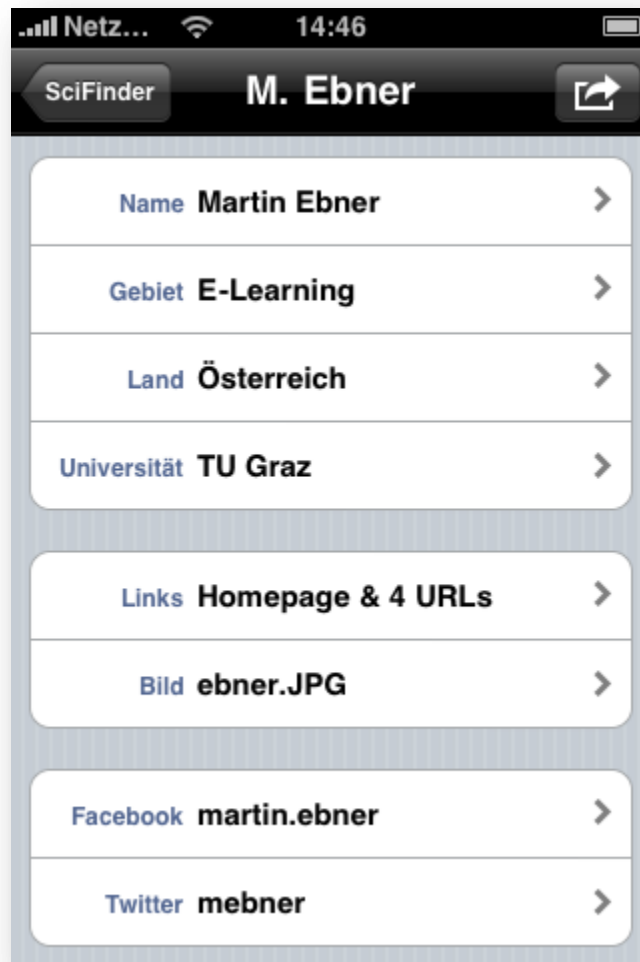 Netz... 14:46
SciFinder M. Ebner
Name Martin Ebner
Gebiet E-Learning
Land Österreich
Universität TU Graz
Links Homepage & 4 URLs
Bild ebner.JPG
Facebook martin.ebner
Twitter mebner